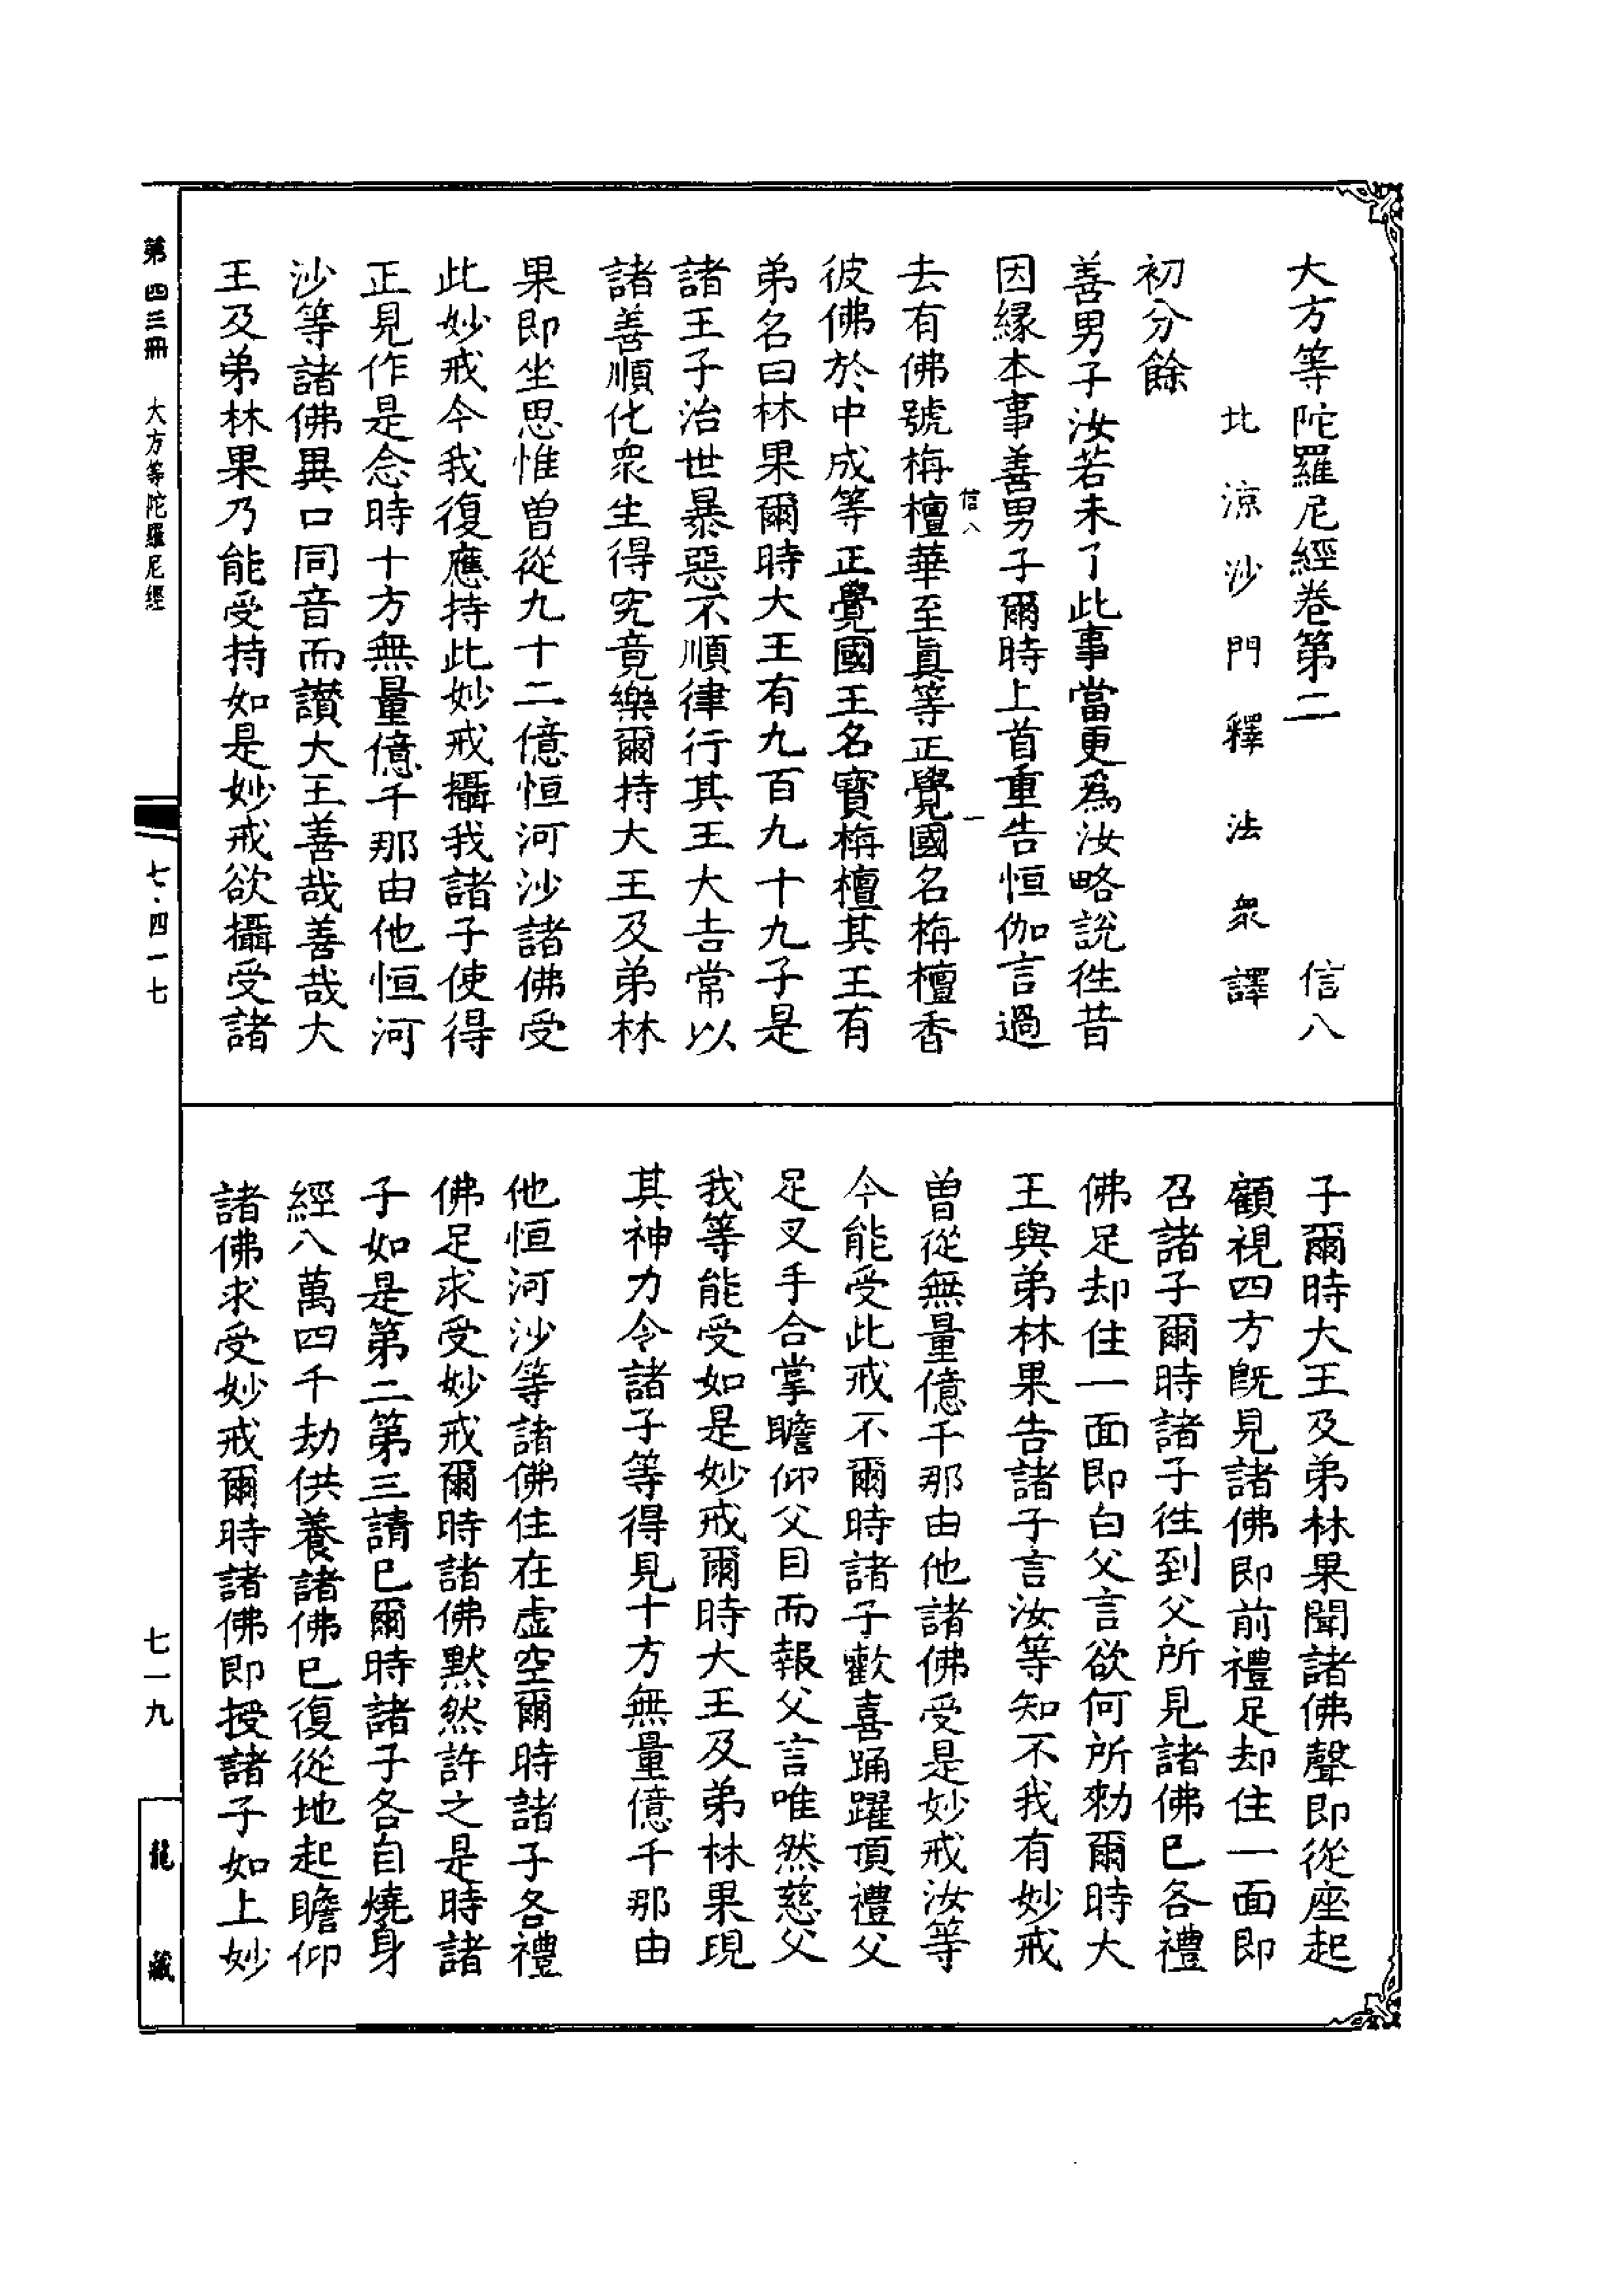 大方等陀羅尼經卷第二　信八
北涼沙門釋法衆譯
初分餘
善男子汝若未了此事當更爲汝略說徃昔
因縁本事善男子爾時上首重告恒伽言過
信八　一
去有佛號栴檀華至眞等正覺國名栴檀香
彼佛於中成等正覺國王名寶栴檀其王有
弟名曰林果爾時大王有九百九十九子是
諸王子治世暴惡不順律行其王大吉常以
諸善順化衆生得究竟樂爾持大王及弟林
果即坐思惟曾從九十二億恒河沙諸佛受
此妙戒今我復應持此妙戒攝我諸子使得
正見作是念時十方無量億千那由他恒河
沙等諸佛異口同音而讃大王善哉善哉大
王及弟林果乃能受持如是妙戒欲攝受諸
子爾時大王及弟林果聞諸佛聲即從座起
顧視四方旣見諸佛即前禮足却住一面即
召諸子爾時諸子徃到父所見諸佛巳各禮
佛足却住一面即白父言欲何所勑爾時大
王與弟林果告諸子言汝等知不我有妙戒
曾從無量億千那由他諸佛受是妙戒汝等
今能受此戒不爾時諸子歡喜踊躍頂禮父
足叉手合掌瞻仰父目而報父言唯然慈父
我等能受如是妙戒爾時大王及弟林果現
其神力令諸子等得見十方無量億千那由
他恒河沙等諸佛住在虛空爾時諸子各禮
佛足求受妙戒爾時諸佛默然許之是時諸
子如是第二第三請巳爾時諸子各自燒身
經八萬四千劫供養諸佛巳復從地起瞻仰
諸佛求受妙戒爾時諸佛即授諸子如上妙
第四三冊　大方等陀羅尼經
七·四一七
七一九
龍藏